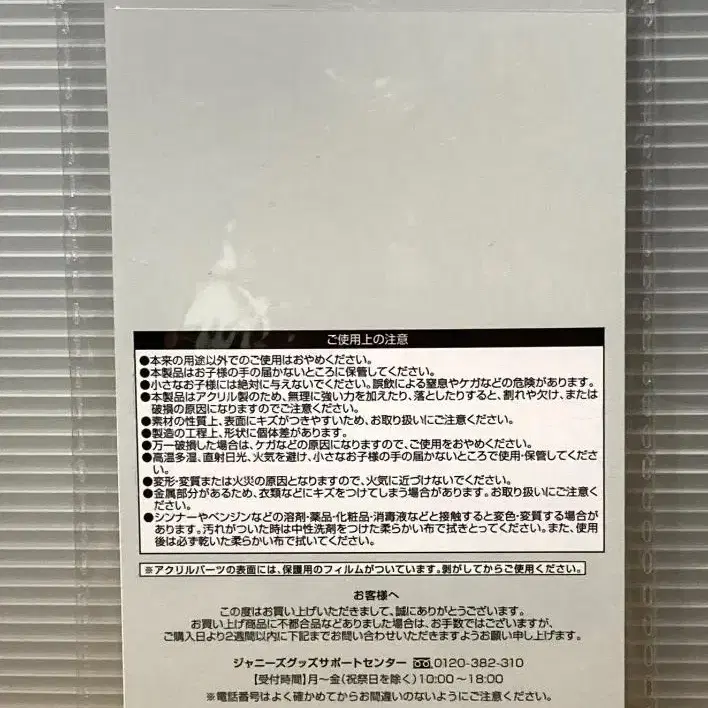 ご使用上の注意
●本来の用途以外でのご使用はおやめください。
●本製品はお子様の手の届かないところに保管してください。
●小さなお子様には絶対に与えないでください。誤飲による窒息やケガなどの危険があります。
●本製品はアクリル製のため、無理に強い力を加えたり、落としたりすると、割れや欠け、または
破損の原因になりますのでご注意ください。
●素材の性質上、表面にキズがつきやすいため、お取り扱いにご注意ください。
●製造の工程上、形状に個体差があります。
●万一破損した場合は、ケガなどの原因になりますので、ご使用をおやめください。
●高温多湿、直射日光、火気を避け、小さなお子様の手の届かないところで使用・保管してくださ
い。
●変形・変質または火災の原因となりますので、火気に近づけないでください。
●金属部分があるため、衣類などにキズをつけてしまう場合があります。お取り扱いにご注意くださ
い。
●シンナーやベンジンなどの溶剤・薬品・化粧品・消毒液などと接触すると変色・変質する場合が
あります。汚れがついた時は中性洗剤をつけた柔らかい布で拭きとってください。また、使用
後は必ず乾いた柔らかい布で拭いてください。
※アクリルパーツの表面には、保護用のフィルムがついています。剥がしてからご使用ください。
お客様へ
この度はお買い上げいただきまして、誠にありがとうございます。
お買い上げ商品に不都合品などありました場合は、お手数ではございますが、
ご購入日より2週間以内に下記までお問い合わせいただきますようお願い申し上げます。
ジャニーズグッズサポートセンター 0120-382-310
【受付時間】月〜金(祝祭日を除く)10:00〜18:00
※電話番号はよく確かめてからお間違いのないようにご注意ください。